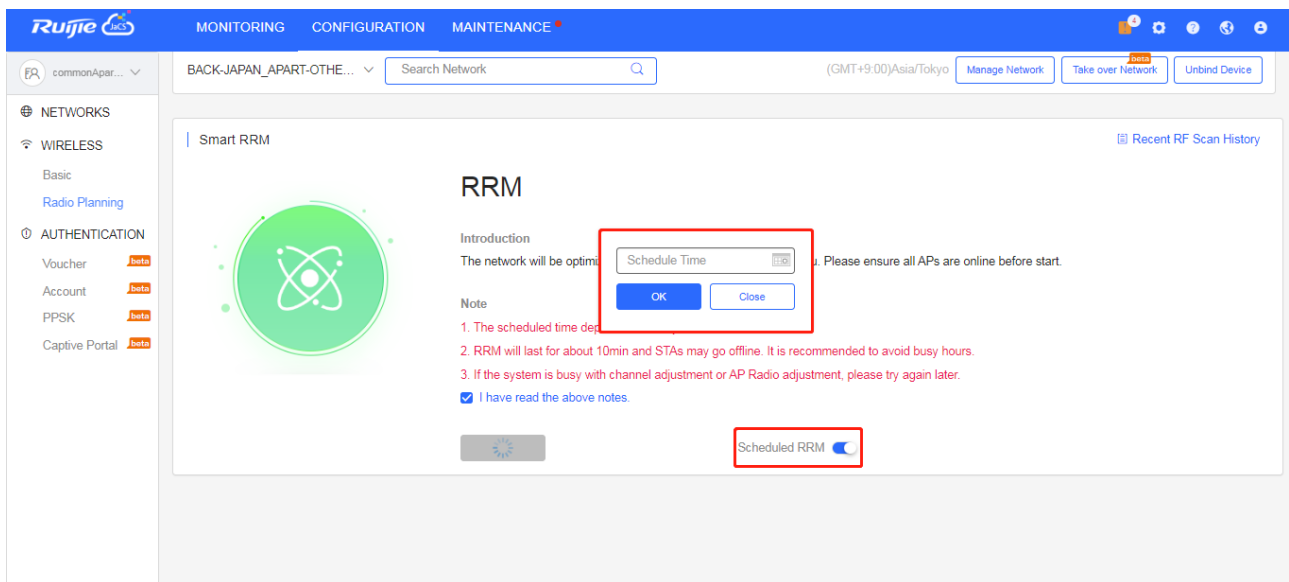 Ruijie JaCS MONITORING CONFIGURATION MAINTENANCE 4
commonApar...
BACK-JAPAN_APART-OTHE... Search Network (GMT+9:00)Asia/Tokyo Manage Network Take over Network beta Unbind Device
NETWORKS
WIRELESS
Basic
Radio Planning
AUTHENTICATION
Voucher beta
Account beta
PPSK beta
Captive Portal beta
Smart RRM Recent RF Scan History
RRM
Introduction
The network will be optimi u. Please ensure all APs are online before start.
Schedule Time
OK Close
Note
1. The scheduled time dep
2. RRM will last for about 10min and STAs may go offline. It is recommended to avoid busy hours.
3. If the system is busy with channel adjustment or AP Radio adjustment, please try again later.
I have read the above notes.
Scheduled RRM